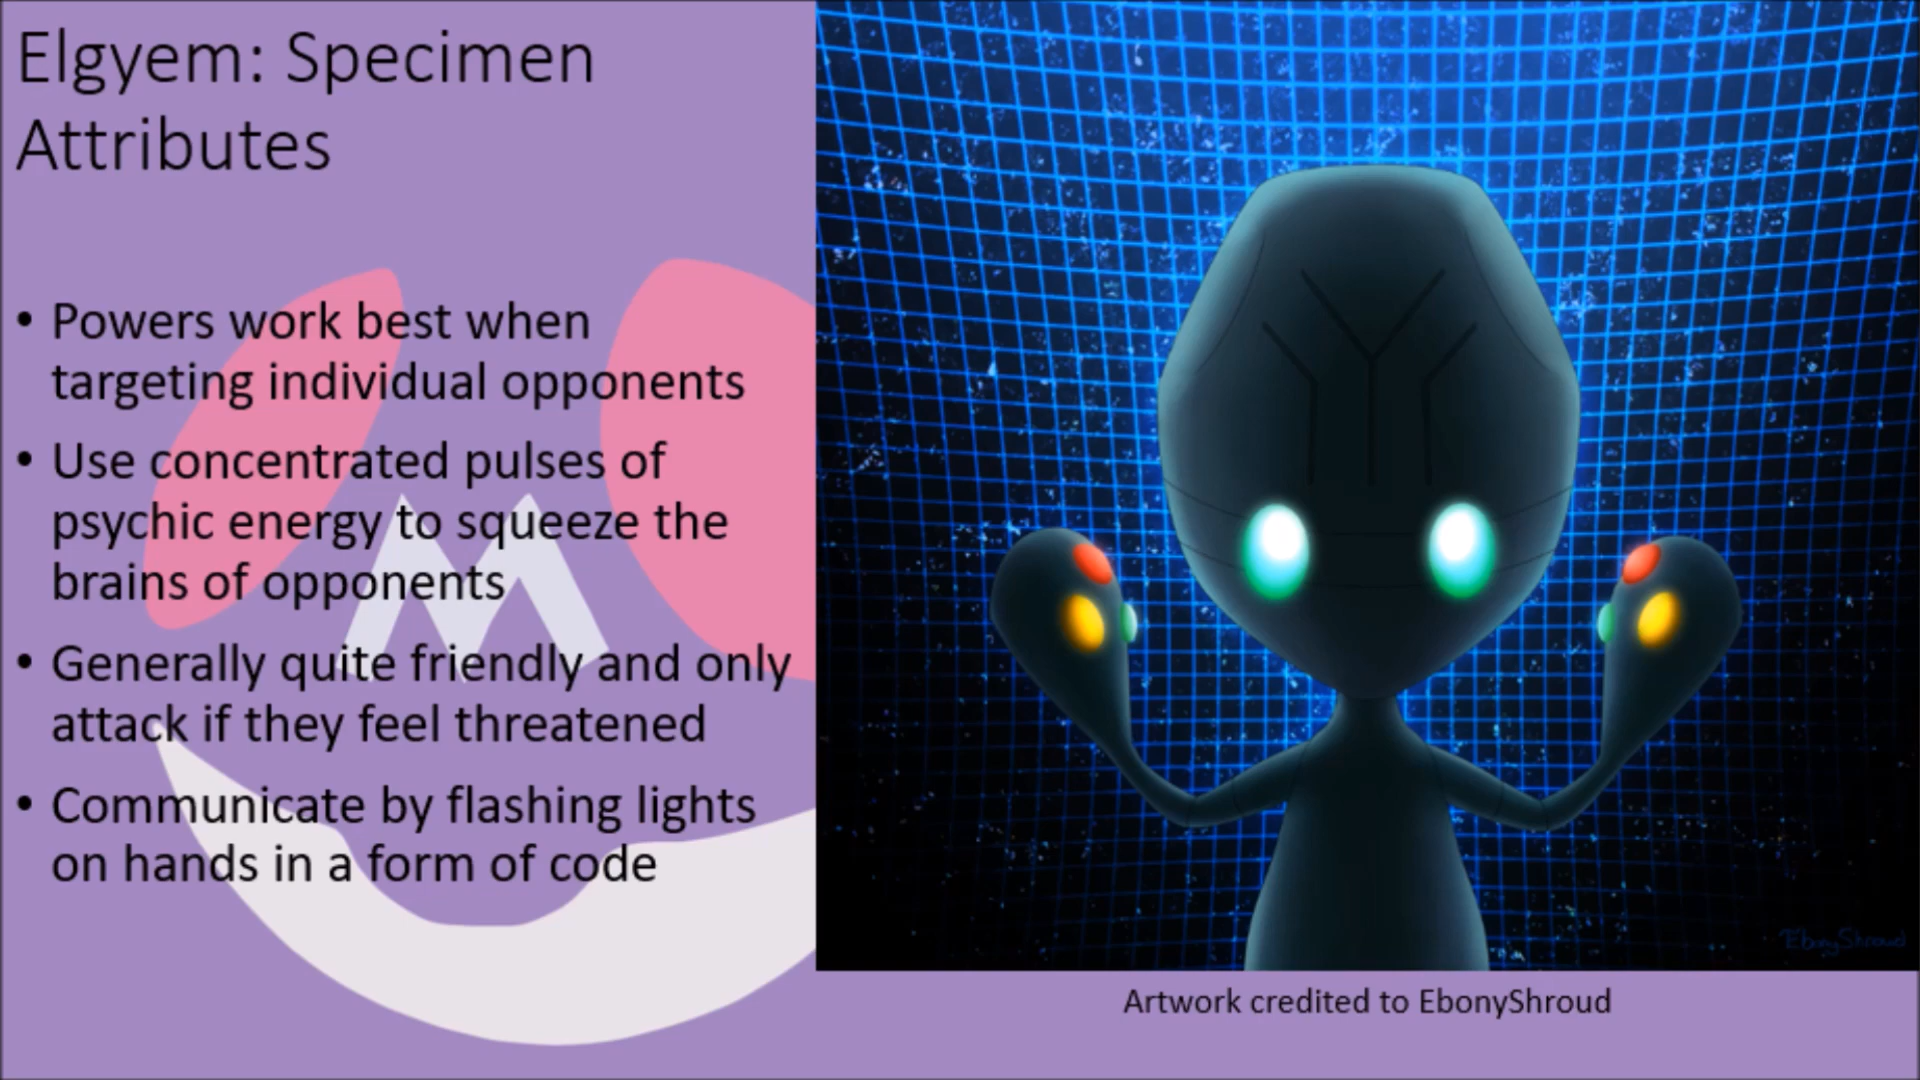 Elgyem: Specimen
Attributes
• Powers work best when
targeting individual opponents
• Use concentrated pulses of
psychic energy to squeeze the
brains of opponents
• Generally quite friendly and only
attack if they feel threatened
• Communicate by flashing lights
on hands in a form of code
EbonyShroud
Artwork credited to EbonyShroud